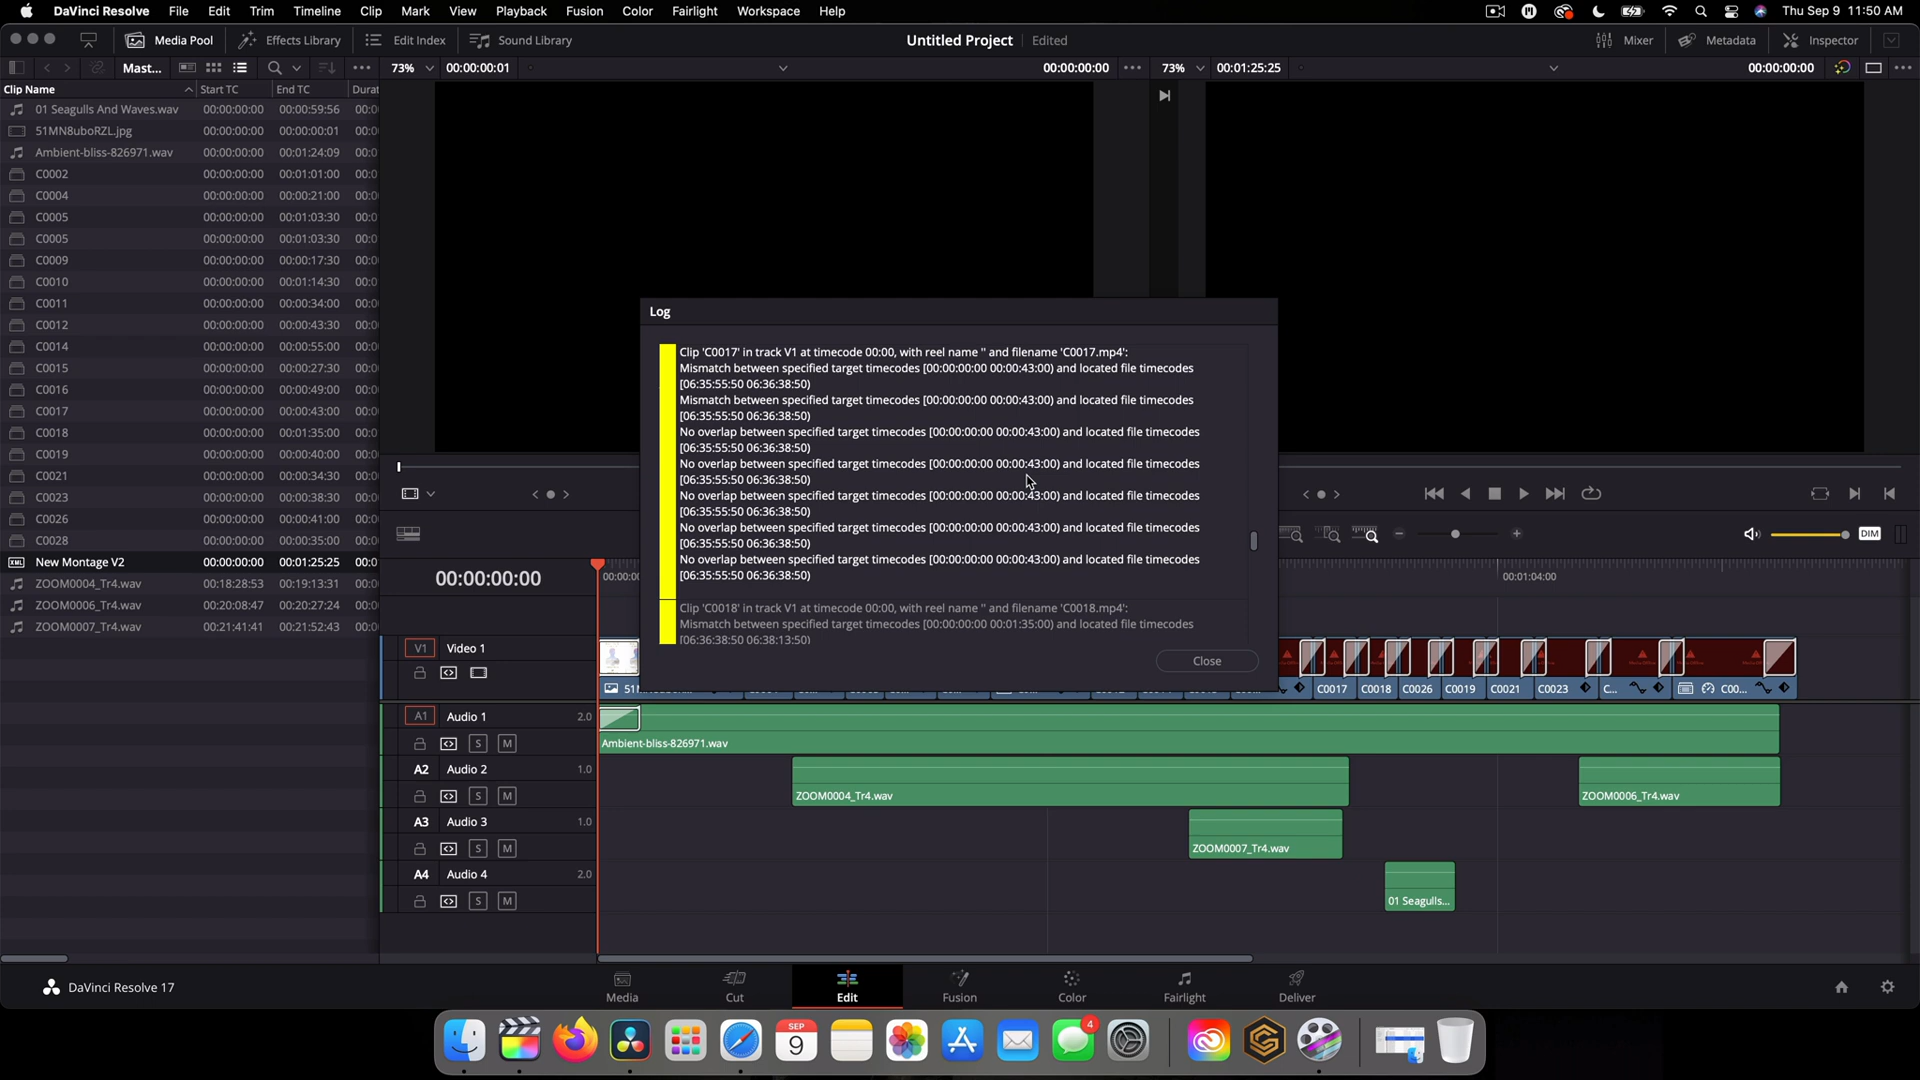 DaVinci Resolve File Edit Trim Timeline Clip Mark View Playback Fusion Color Fairlight Workspace Help Thu Sep 9 11:50 AM
Media Pool Effects Library Edit Index Sound Library Untitled Project Edited Mixer Metadata Inspector
Mast... 73% 00:00:00:01 00:00:00:00 73% 00:01:25:25 00:00:00:00
Clip Name Start TC End TC Durat
01 Seagulls And Waves.wav 00:00:00:00 00:00:59:56 00:0
51MN8uboRZL.jpg 00:00:00:00 00:00:00:01 00:0
Ambient-bliss-826971.wav 00:00:00:00 00:01:24:09 00:0
C0002 00:00:00:00 00:01:01:00 00:0
C0004 00:00:00:00 00:00:21:00 00:0
C0005 00:00:00:00 00:01:03:30 00:0
C0005 00:00:00:00 00:01:03:30 00:0
C0009 00:00:00:00 00:00:17:30 00:0
C0010 00:00:00:00 00:01:14:30 00:0
C0011 00:00:00:00 00:00:34:00 00:0
C0012 00:00:00:00 00:00:43:30 00:0
C0014 00:00:00:00 00:00:55:00 00:0
C0015 00:00:00:00 00:00:27:30 00:0
C0016 00:00:00:00 00:00:49:00 00:0
C0017 00:00:00:00 00:00:43:00 00:0
C0018 00:00:00:00 00:01:35:00 00:0
C0019 00:00:00:00 00:00:40:00 00:0
C0021 00:00:00:00 00:00:34:30 00:0
C0023 00:00:00:00 00:00:38:30 00:0
C0026 00:00:00:00 00:00:41:00 00:0
C0028 00:00:00:00 00:00:35:00 00:0
New Montage V2 00:00:00:00 00:01:25:25 00:0
ZOOM0004_Tr4.wav 00:18:28:53 00:19:13:31 00:0
ZOOM0006_Tr4.wav 00:20:08:47 00:20:27:24 00:0
ZOOM0007_Tr4.wav 00:21:41:41 00:21:52:43 00:0
XML
Log
Clip 'C0017' in track V1 at timecode 00:00, with reel name '' and filename 'C0017.mp4':
Mismatch between specified target timecodes [00:00:00:00 00:00:43:00) and located file timecodes
[06:35:55:50 06:36:38:50)
Mismatch between specified target timecodes [00:00:00:00 00:00:43:00) and located file timecodes
[06:35:55:50 06:36:38:50)
No overlap between specified target timecodes [00:00:00:00 00:00:43:00) and located file timecodes
[06:35:55:50 06:36:38:50)
No overlap between specified target timecodes [00:00:00:00 00:00:43:00) and located file timecodes
[06:35:55:50 06:36:38:50)
No overlap between specified target timecodes [00:00:00:00 00:00:43:00) and located file timecodes
[06:35:55:50 06:36:38:50)
No overlap between specified target timecodes [00:00:00:00 00:00:43:00) and located file timecodes
[06:35:55:50 06:36:38:50)
No overlap between specified target timecodes [00:00:00:00 00:00:43:00) and located file timecodes
[06:35:55:50 06:36:38:50)
Clip 'C0018' in track V1 at timecode 00:00, with reel name '' and filename 'C0018.mp4':
Mismatch between specified target timecodes [00:00:00:00 00:01:35:00) and located file timecodes
[06:36:38:50 06:38:13:50)
Close
DIM
00:00:00:00 00:01:04:00
V1 Video 1
C0017 C0018 C0026 C0019 C0021 C0023 C... C00...
A1 Audio 1 2.0
S M Ambient-bliss-826971.wav
A2 Audio 2 1.0
S M ZOOM0004_Tr4.wav ZOOM0006_Tr4.wav
A3 Audio 3 1.0
S M ZOOM0007_Tr4.wav
A4 Audio 4 2.0
S M 01 Seagulls...
DaVinci Resolve 17
Media Cut Edit Fusion Color Fairlight Deliver
SEP
9
4